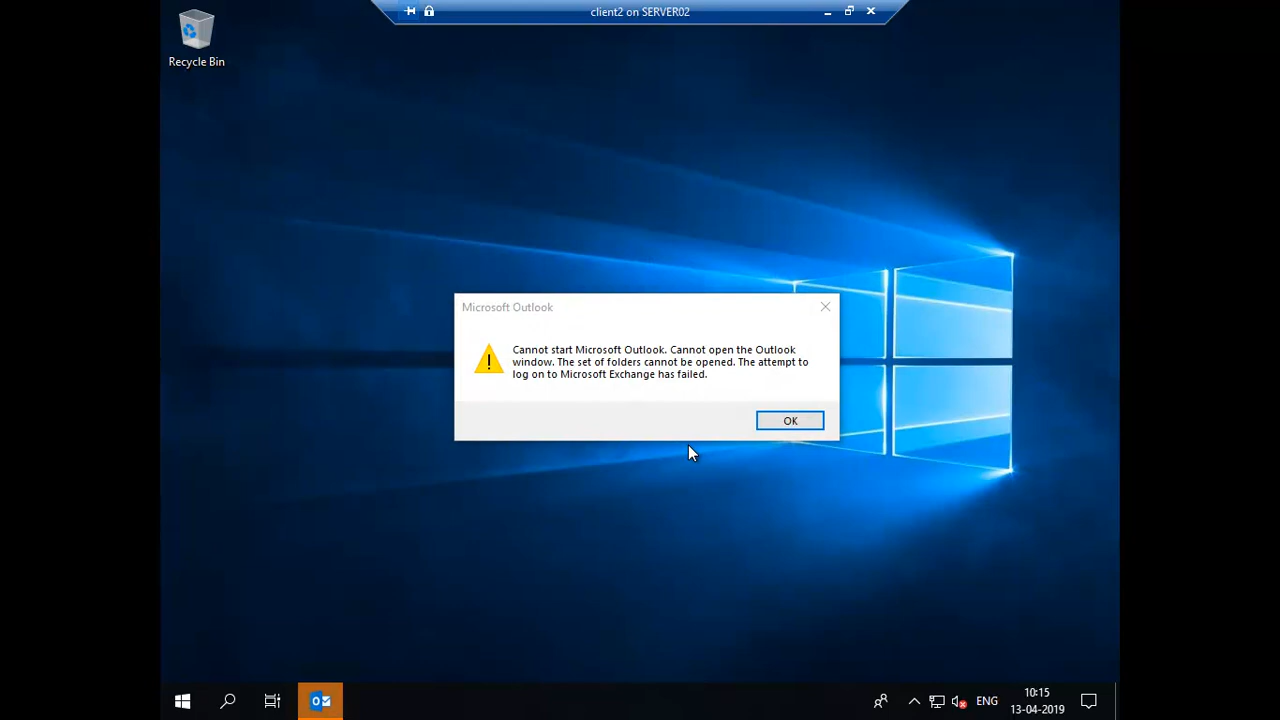 client2 on SERVER02
Recycle Bin
Microsoft Outlook
Cannot start Microsoft Outlook. Cannot open the Outlook
window. The set of folders cannot be opened. The attempt to
log on to Microsoft Exchange has failed.
OK
ENG
10:15
13-04-2019